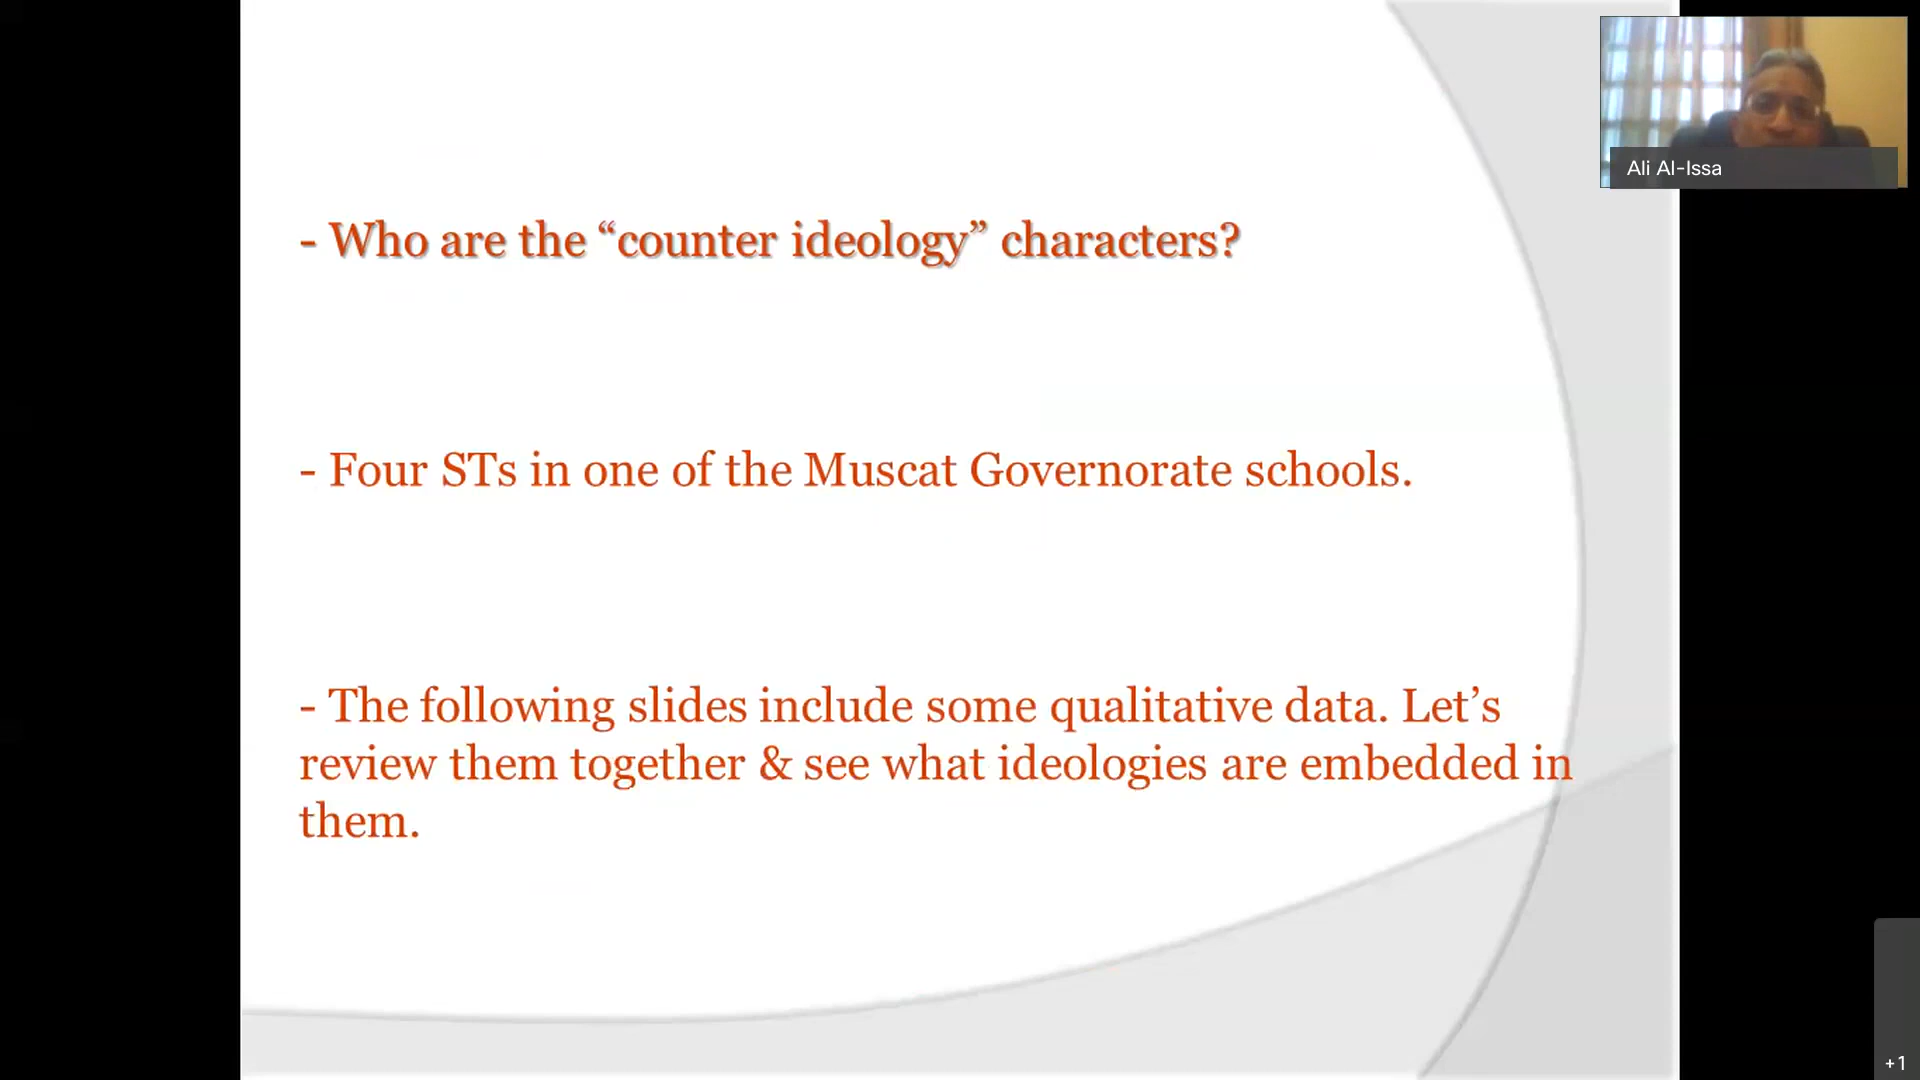 Ali Al-Issa
- Who are the “counter ideology” characters?
- Four STs in one of the Muscat Governorate schools.
- The following slides include some qualitative data. Let’s
review them together & see what ideologies are embedded in
them.
+1